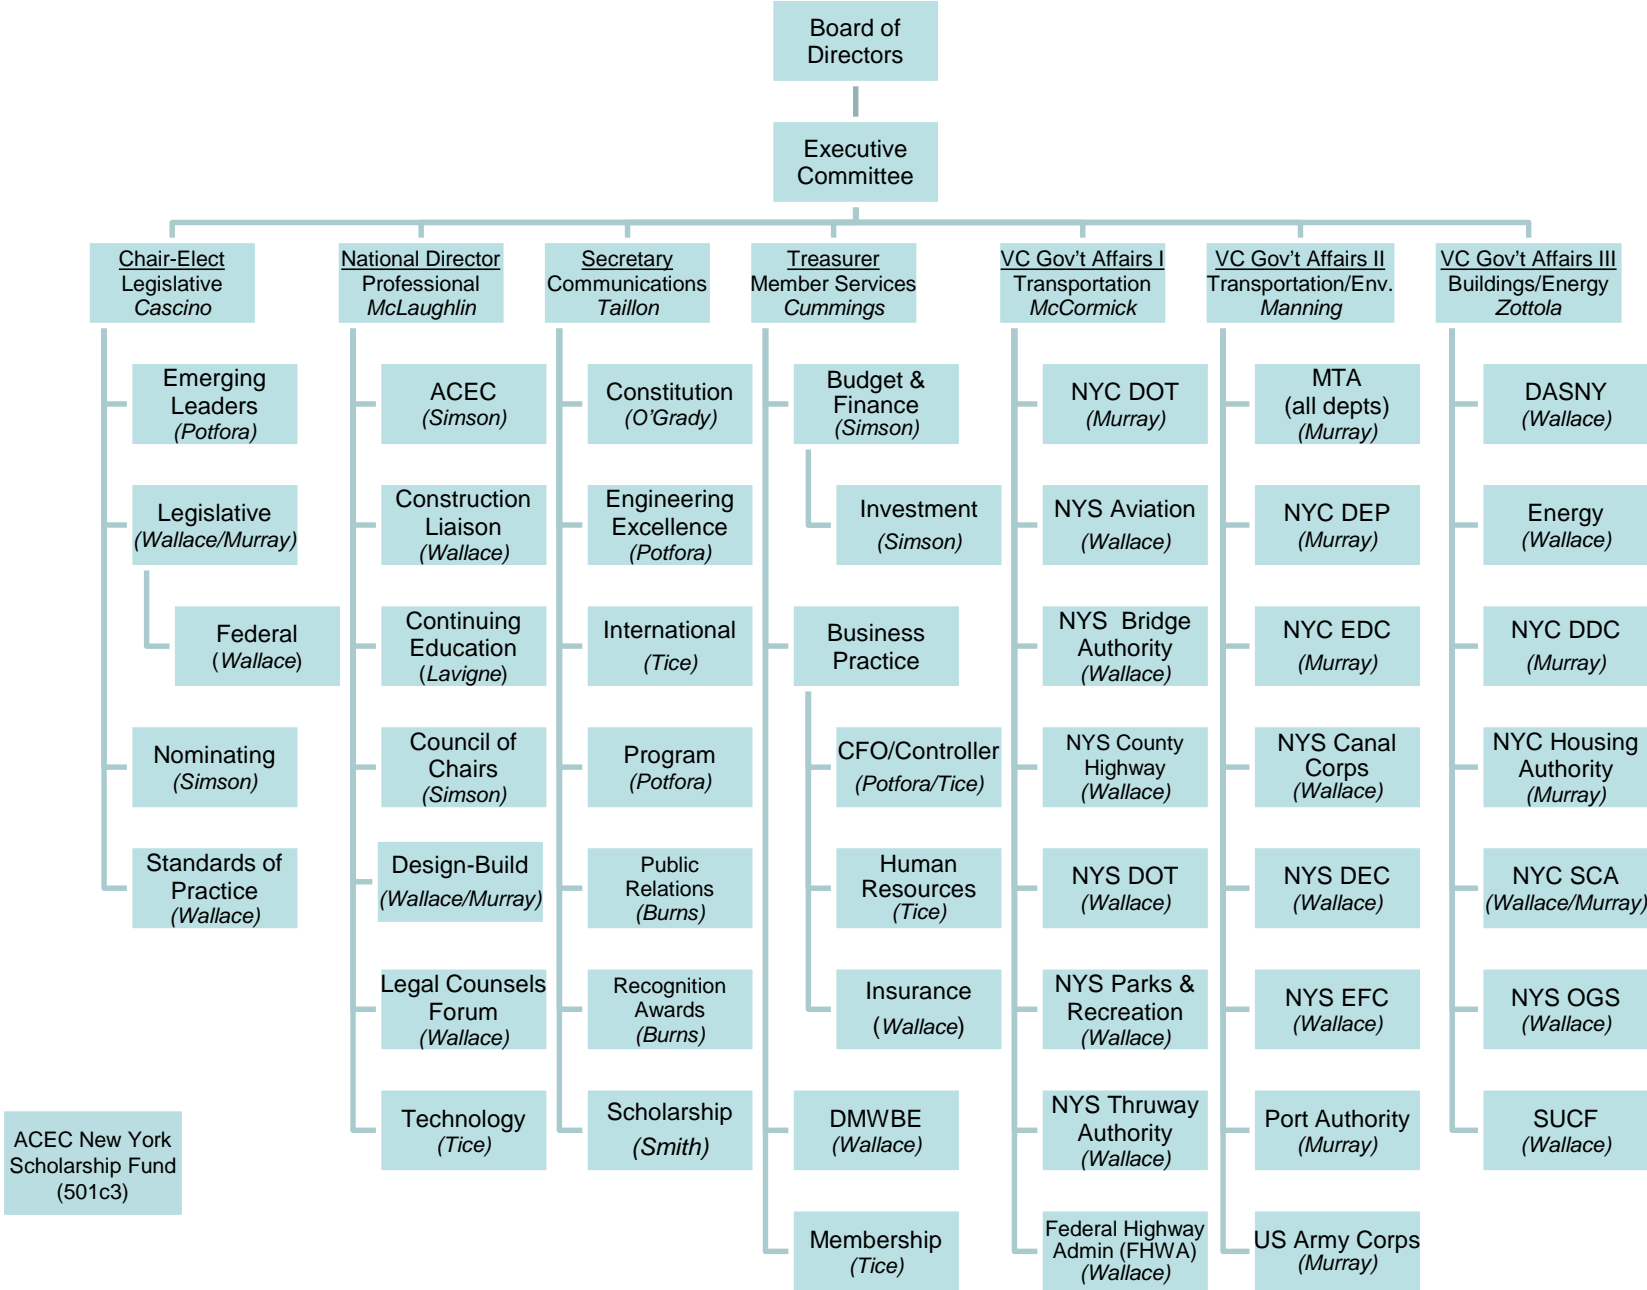 Board of
Directors
Executive
Committee
Chair-Elect
Legislative
Cascino
Emerging
Leaders
(Potfora)
Legislative
(Wallace/Murray)
Federal
(Wallace)
Nominating
(Simson)
Standards of
Practice
(Wallace)
National Director
Professional
McLaughlin
ACEC
(Simson)
Construction
Liaison
(Wallace)
Continuing
Education
(Lavigne)
Council of
Chairs
(Simson)
Design-Build
(Wallace/Murray)
Legal Counsels
Forum
(Wallace)
Technology
(Tice)
Secretary
Communications
Taillon
Constitution
(O'Grady)
Engineering
Excellence
(Potfora)
International
(Tice)
Program
(Potfora)
Public
Relations
(Burns)
Recognition
Awards
(Burns)
Scholarship
(Smith)
Treasurer
Member Services
Cummings
Budget &
Finance
(Simson)
Investment
(Simson)
Business
Practice
CFO/Controller
(Potfora/Tice)
Human
Resources
(Tice)
Insurance
(Wallace)
DMWBE
(Wallace)
Membership
(Tice)
VC Gov't Affairs I
Transportation
McCormick
NYC DOT
(Murray)
NYS Aviation
(Wallace)
NYS Bridge
Authority
(Wallace)
NYS County
Highway
(Wallace)
NYS DOT
(Wallace)
NYS Parks &
Recreation
(Wallace)
NYS Thruway
Authority
(Wallace)
Federal Highway
Admin (FHWA)
(Wallace)
VC Gov't Affairs II
Transportation/Env.
Manning
MTA
(all depts)
(Murray)
NYC DEP
(Murray)
NYC EDC
(Murray)
NYS Canal
Corps
(Wallace)
NYS DEC
(Wallace)
NYS EFC
(Wallace)
Port Authority
(Murray)
US Army Corps
(Murray)
VC Gov't Affairs III
Buildings/Energy
Zottola
DASNY
(Wallace)
Energy
(Wallace)
NYC DDC
(Murray)
NYC Housing
Authority
(Murray)
NYC SCA
(Wallace/Murray)
NYS OGS
(Wallace)
SUCF
(Wallace)
ACEC New York
Scholarship Fund
(501c3)